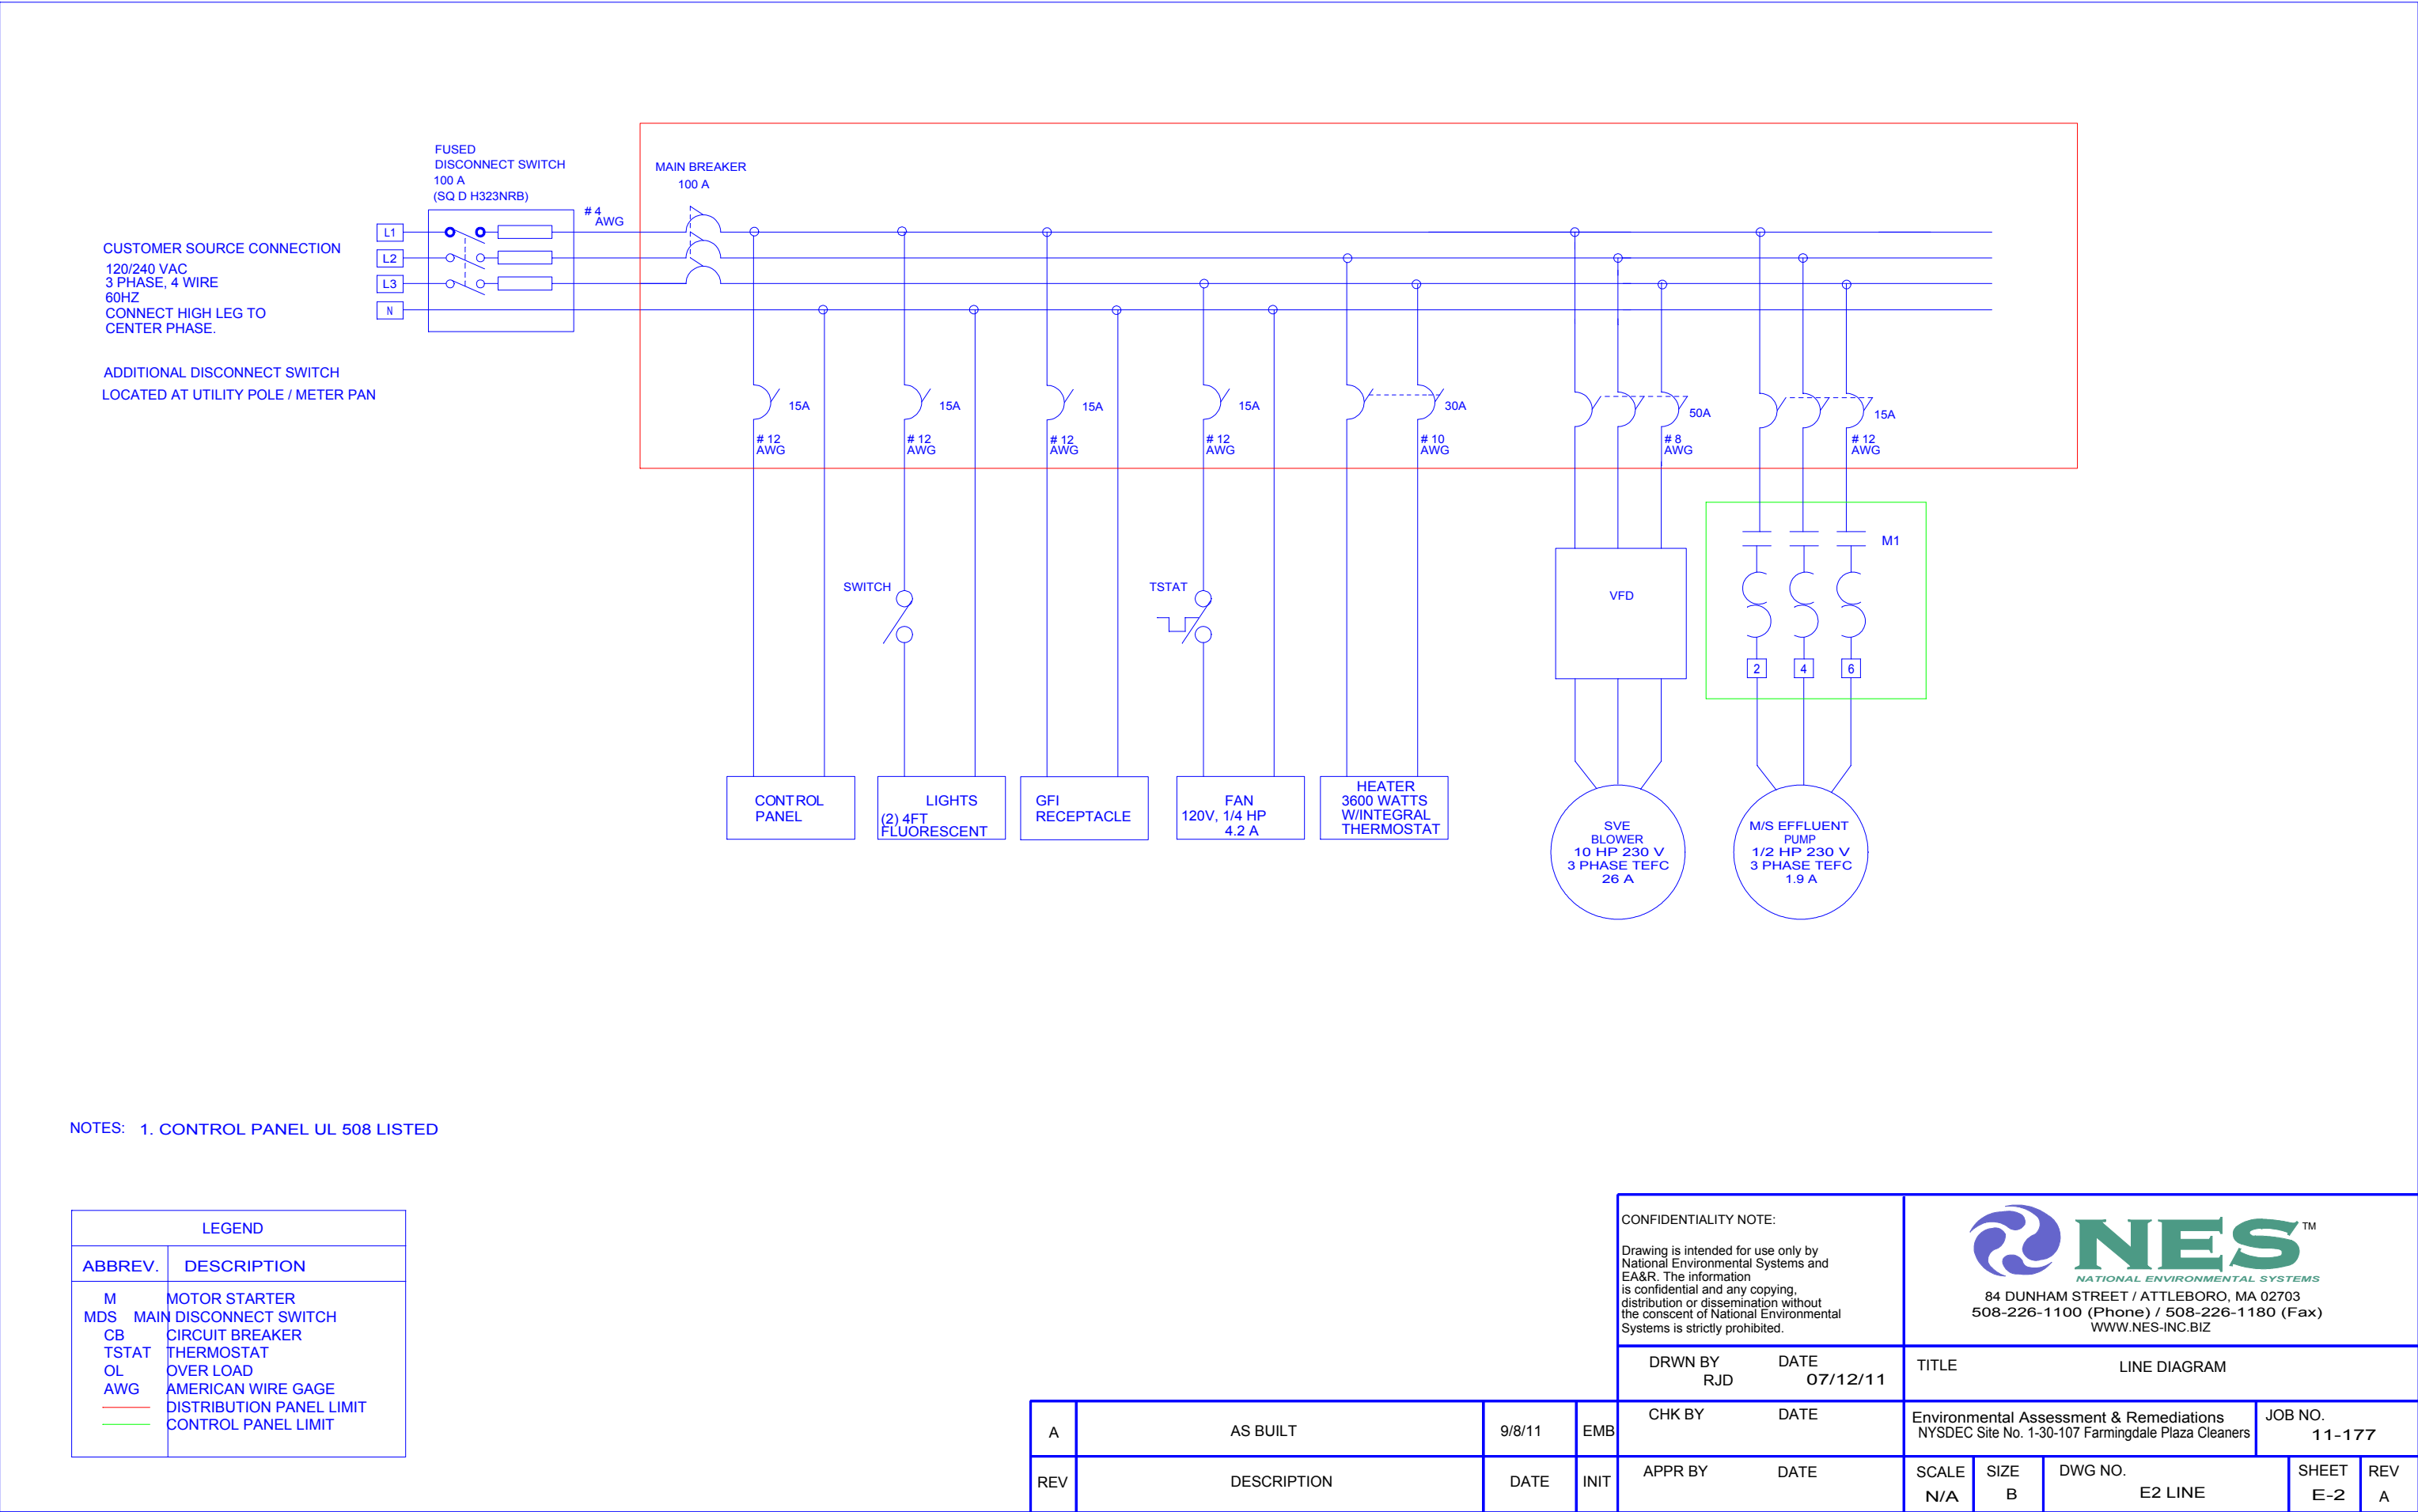 FUSED
DISCONNECT SWITCH
100 A
(SQ D H323NRB)
# 4
AWG
MAIN BREAKER
100 A
L1
L2
L3
N
CUSTOMER SOURCE CONNECTION
120/240 VAC
3 PHASE, 4 WIRE
60HZ
CONNECT HIGH LEG TO
CENTER PHASE.
ADDITIONAL DISCONNECT SWITCH
LOCATED AT UTILITY POLE / METER PAN
15A
15A
15A
15A
30A
50A
15A
# 12
AWG
# 12
AWG
# 12
AWG
# 12
AWG
# 10
AWG
# 8
AWG
# 12
AWG
SWITCH
TSTAT
VFD
M1
2
4
6
CONTROL
PANEL
LIGHTS
(2) 4FT
FLUORESCENT
GFI
RECEPTACLE
FAN
120V, 1/4 HP
4.2 A
HEATER
3600 WATTS
W/INTEGRAL
THERMOSTAT
SVE
BLOWER
10 HP 230 V
3 PHASE TEFC
26 A
M/S EFFLUENT
PUMP
1/2 HP 230 V
3 PHASE TEFC
1.9 A
NOTES: 1. CONTROL PANEL UL 508 LISTED
LEGEND
ABBREV. DESCRIPTION
M MOTOR STARTER
MDS MAIN DISCONNECT SWITCH
CB CIRCUIT BREAKER
TSTAT THERMOSTAT
OL OVER LOAD
AWG AMERICAN WIRE GAGE
DISTRIBUTION PANEL LIMIT
CONTROL PANEL LIMIT
CONFIDENTIALITY NOTE:
Drawing is intended for use only by
National Environmental Systems and
EA&R. The information
is confidential and any copying,
distribution or dissemination without
the conscent of National Environmental
Systems is strictly prohibited.
NES TM
NATIONAL ENVIRONMENTAL SYSTEMS
84 DUNHAM STREET / ATTLEBORO, MA 02703
508-226-1100 (Phone) / 508-226-1180 (Fax)
WWW.NES-INC.BIZ
DRWN BY DATE
RJD 07/12/11
TITLE LINE DIAGRAM
A AS BUILT 9/8/11 EMB
CHK BY DATE
Environmental Assessment & Remediations
NYSDEC Site No. 1-30-107 Farmingdale Plaza Cleaners
JOB NO.
11-177
REV DESCRIPTION DATE INIT
APPR BY DATE
SCALE
N/A
SIZE
B
DWG NO.
E2 LINE
SHEET
E-2
REV
A